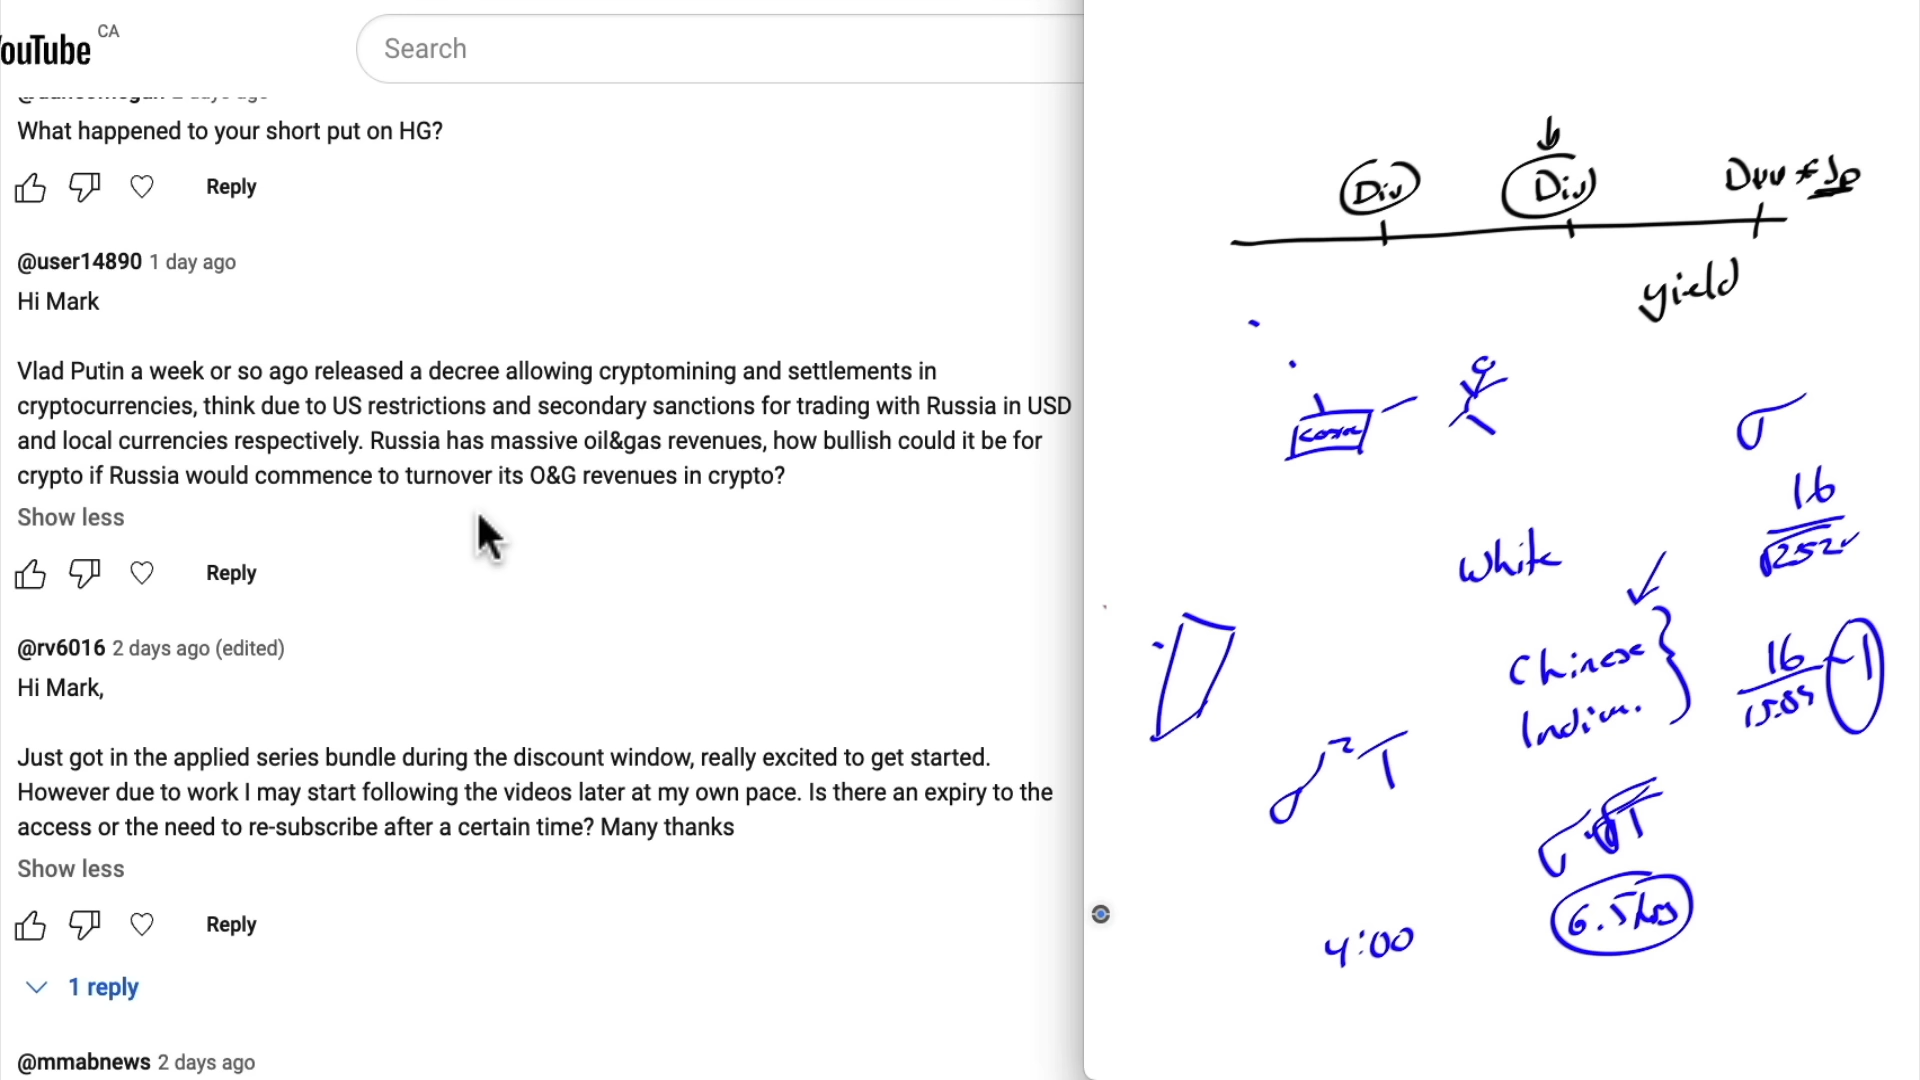 ouTube CA
Search
What happened to your short put on HG?
Reply
@user14890 1 day ago
Hi Mark
Vlad Putin a week or so ago released a decree allowing cryptomining and settlements in
cryptocurrencies, think due to US restrictions and secondary sanctions for trading with Russia in USD
and local currencies respectively. Russia has massive oil&gas revenues, how bullish could it be for
crypto if Russia would commence to turnover its O&G revenues in crypto?
Show less
Reply
@rv6016 2 days ago (edited)
Hi Mark,
Just got in the applied series bundle during the discount window, really excited to get started.
However due to work I may start following the videos later at my own pace. Is there an expiry to the
access or the need to re-subscribe after a certain time? Many thanks
Show less
Reply
1 reply
@mmabnews 2 days ago
Div Div
yield
σ
16
√252
White
Chinese
16
σ²T
σ√T
6.5hrs
4:00